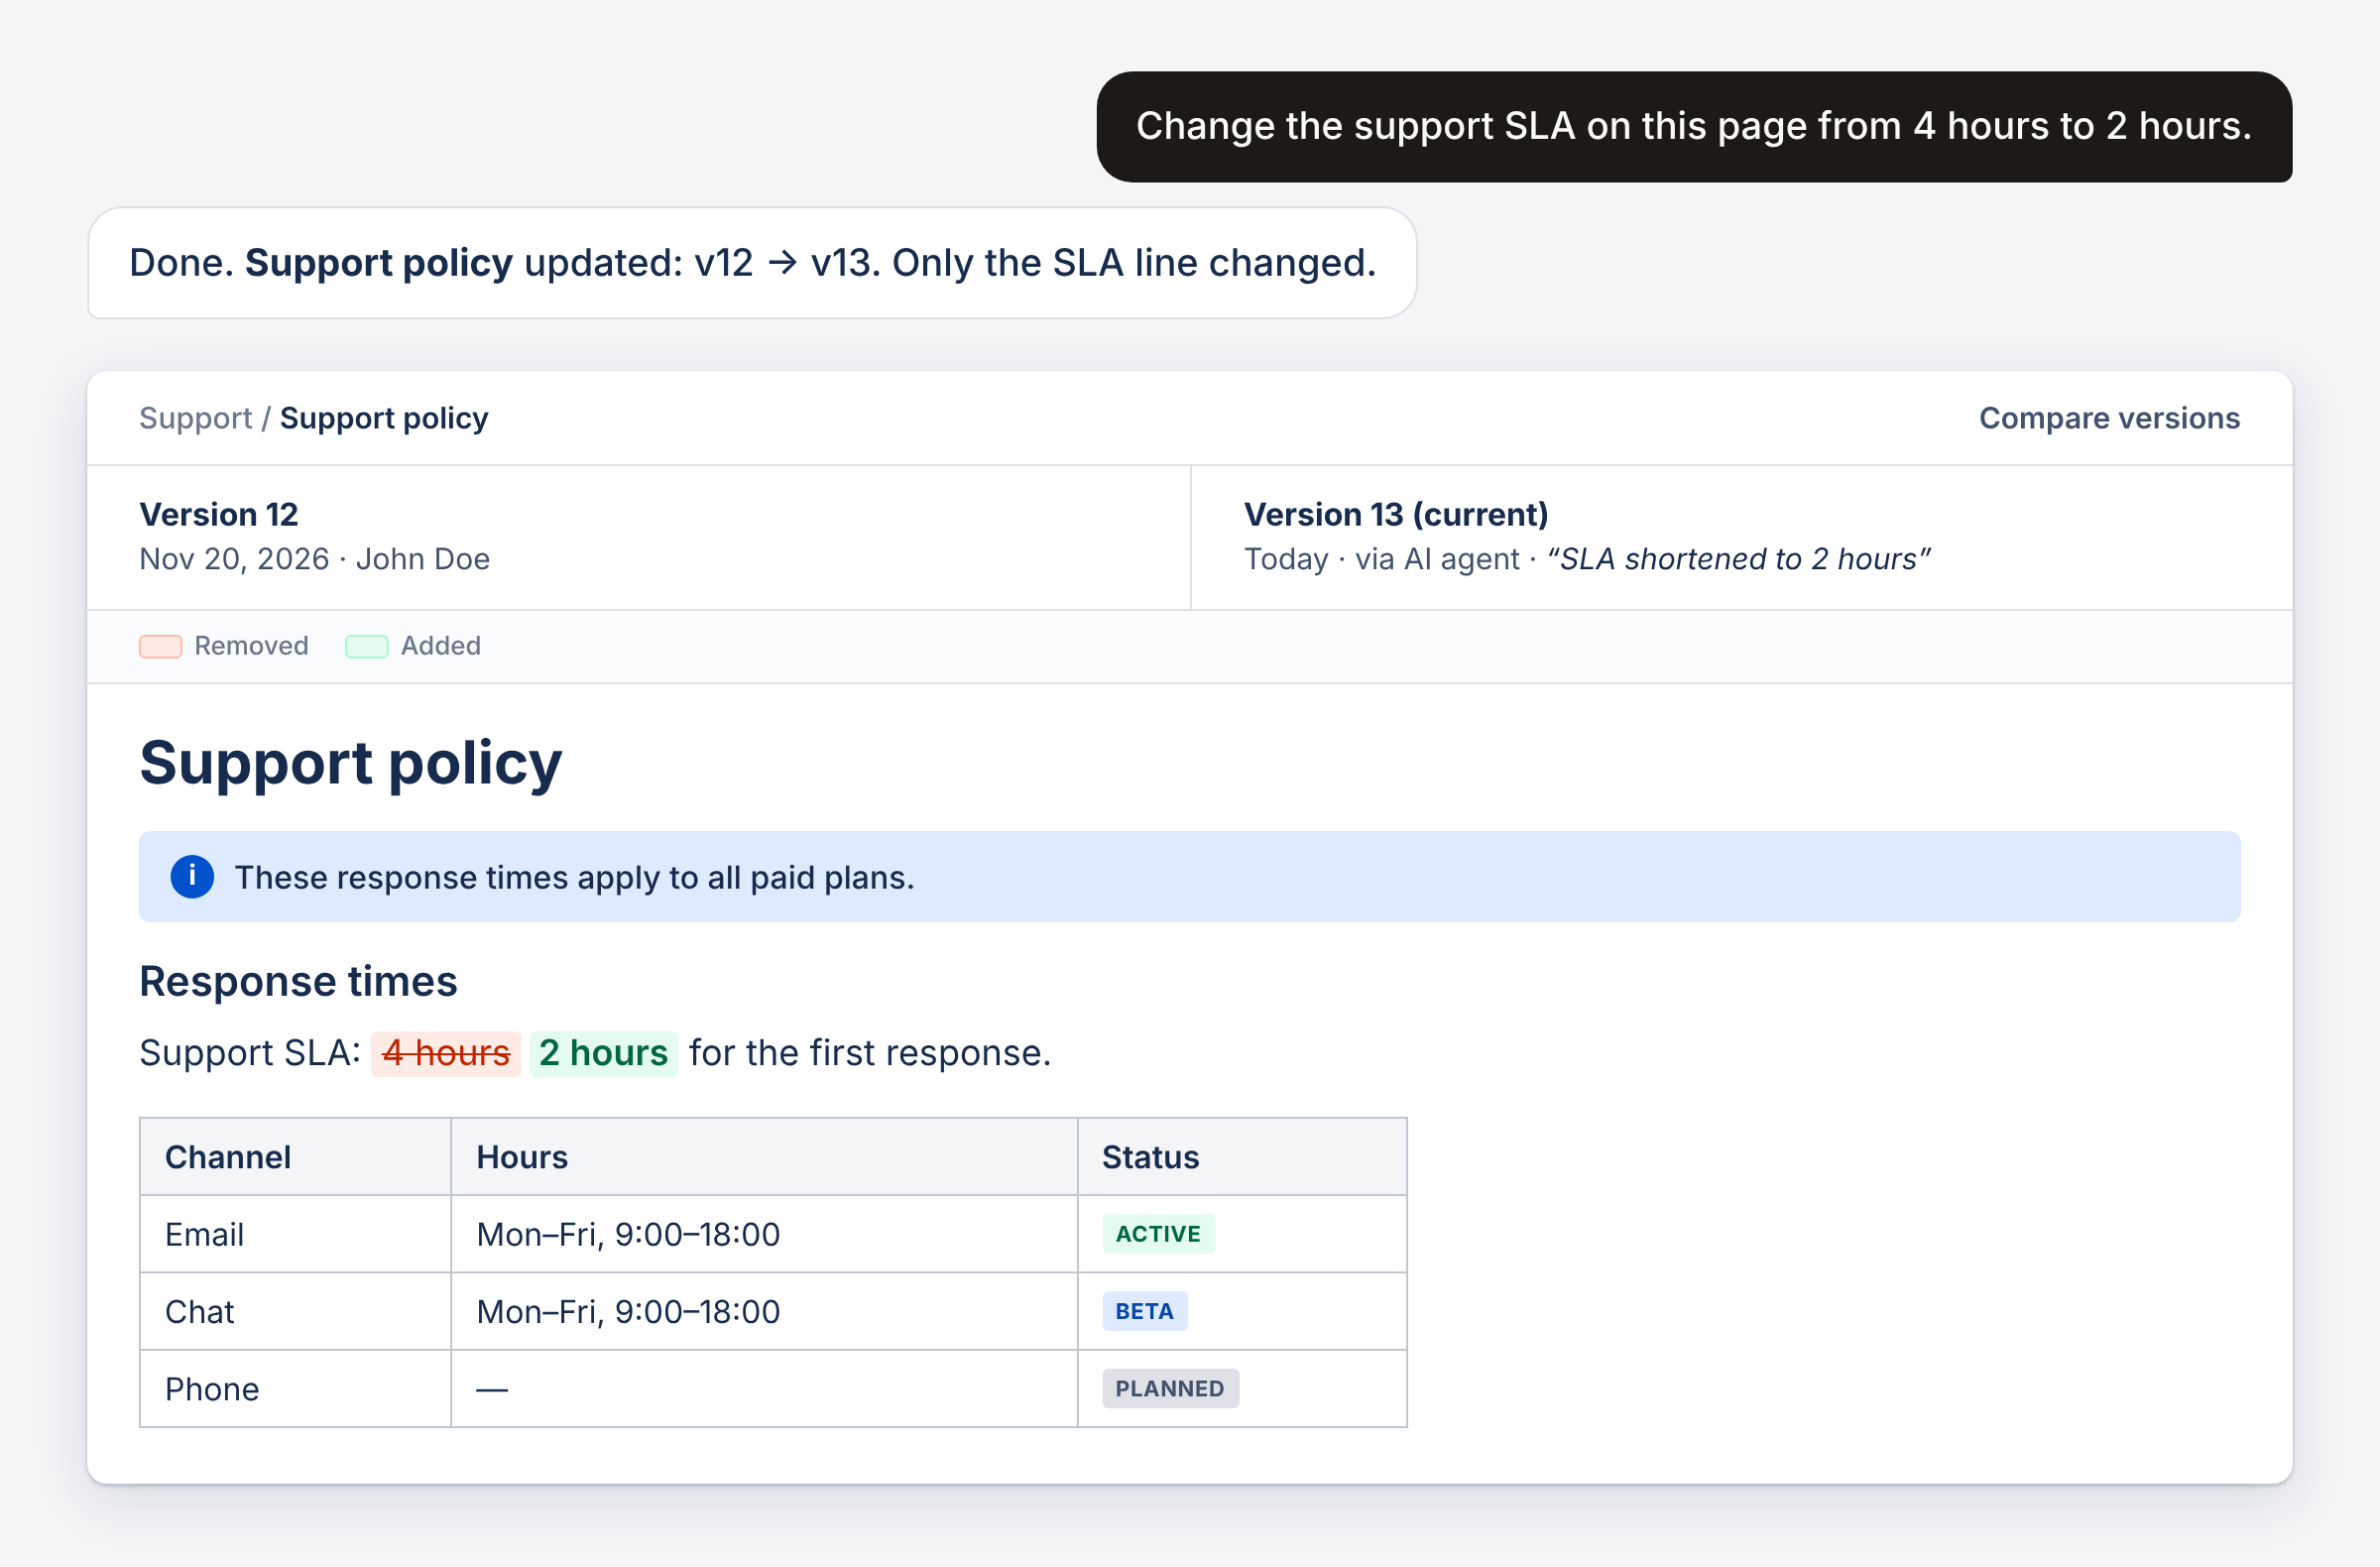 Change the support SLA on this page from 4 hours to 2 hours.
Done. Support policy updated: v12 → v13. Only the SLA line changed.
Support / Support policy
Compare versions
Version 12
Nov 20, 2026 · John Doe
Version 13 (current)
Today · via AI agent · “SLA shortened to 2 hours”
Removed Added
Support policy
i These response times apply to all paid plans.
Response times
Support SLA: 4 hours 2 hours for the first response.
Channel Hours Status
Email Mon–Fri, 9:00–18:00 ACTIVE
Chat Mon–Fri, 9:00–18:00 BETA
Phone — PLANNED